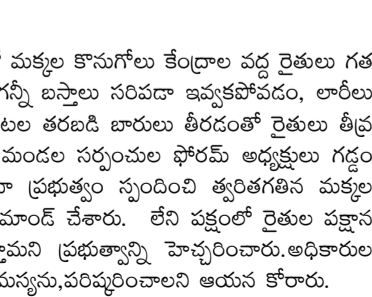 మక్కల కొనుగోలు కేంద్రాల వద్ద రైతులు గత
గన్నీ బస్తాలు సరిపడా ఇవ్వకపోవడం, లారీలు
టల తరబడి బారులు తీరడంతో రైతులు తీవ్ర
మండల సర్పంచుల ఫోరమ్ అధ్యక్షులు గడ్డం
ప్రభుత్వం స్పందించి త్వరితగతిన మక్కల
మాండ్ చేశారు. లేని పక్షంలో రైతుల పక్షాన
ామని ప్రభుత్వాన్ని హెచ్చరించారు.అధికారుల
మస్యను,పరిష్కరించాలని ఆయన కోరారు.